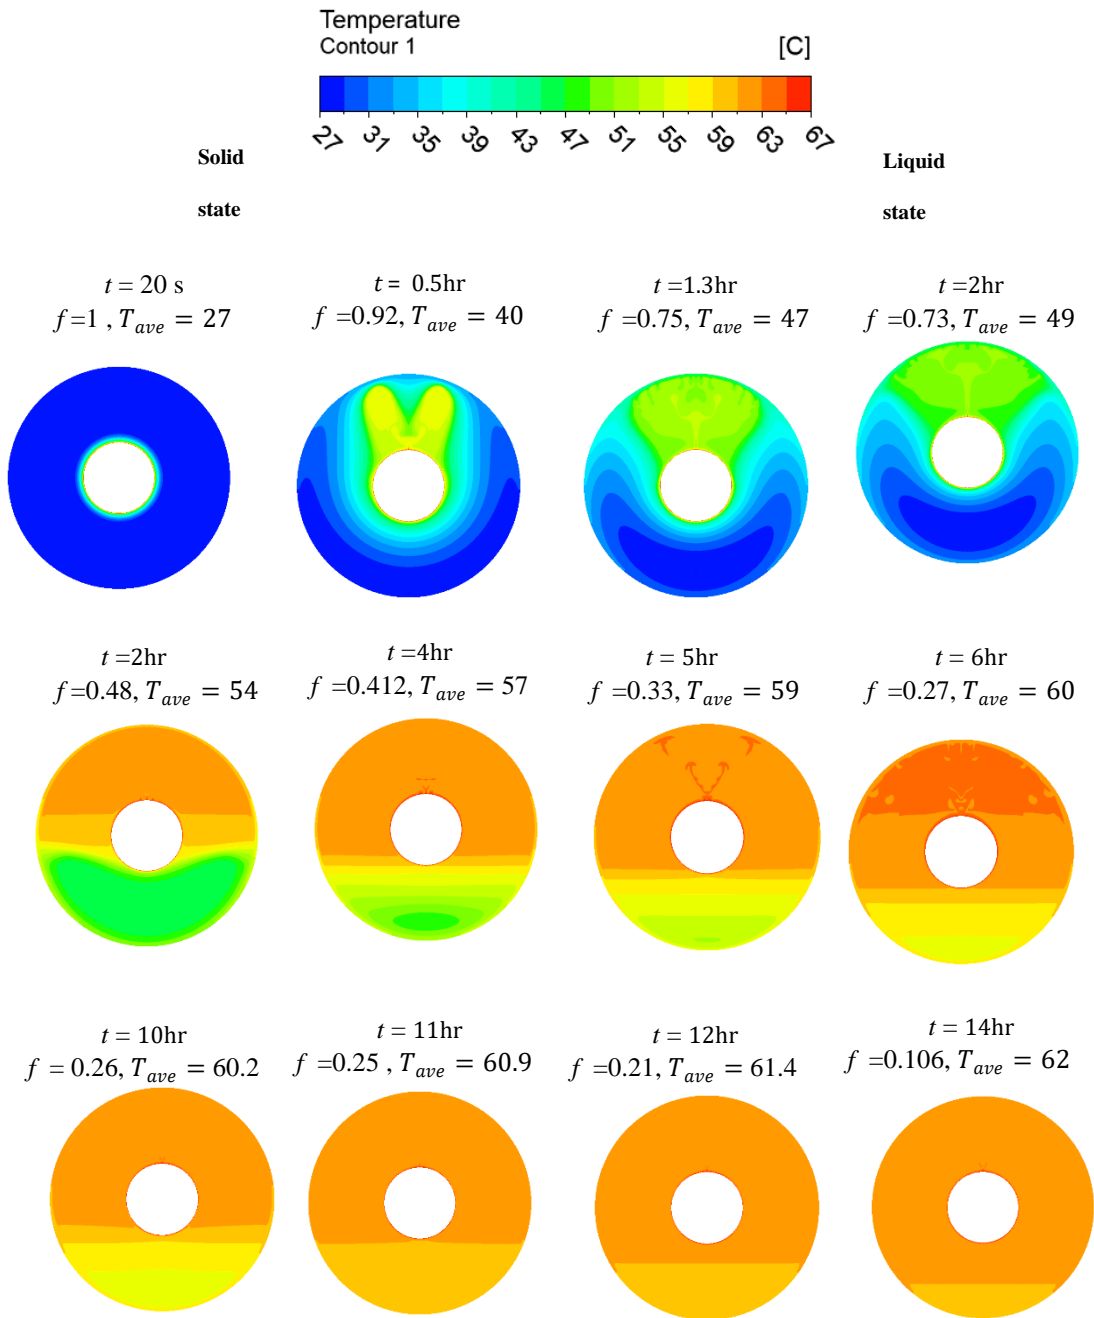 Temperature
Contour 1 [C]
27 31 35 39 43 47 51 55 59 63 67
Solid
state
Liquid
state
t = 20 s
f =1 , T_ave = 27
t = 0.5hr
f =0.92, T_ave = 40
t =1.3hr
f =0.75, T_ave = 47
t =2hr
f =0.73, T_ave = 49
t =2hr
f =0.48, T_ave = 54
t =4hr
f =0.412, T_ave = 57
t = 5hr
f =0.33, T_ave = 59
t = 6hr
f =0.27, T_ave = 60
t = 10hr
f = 0.26, T_ave = 60.2
t = 11hr
f =0.25 , T_ave = 60.9
t = 12hr
f =0.21, T_ave = 61.4
t = 14hr
f =0.106, T_ave = 62